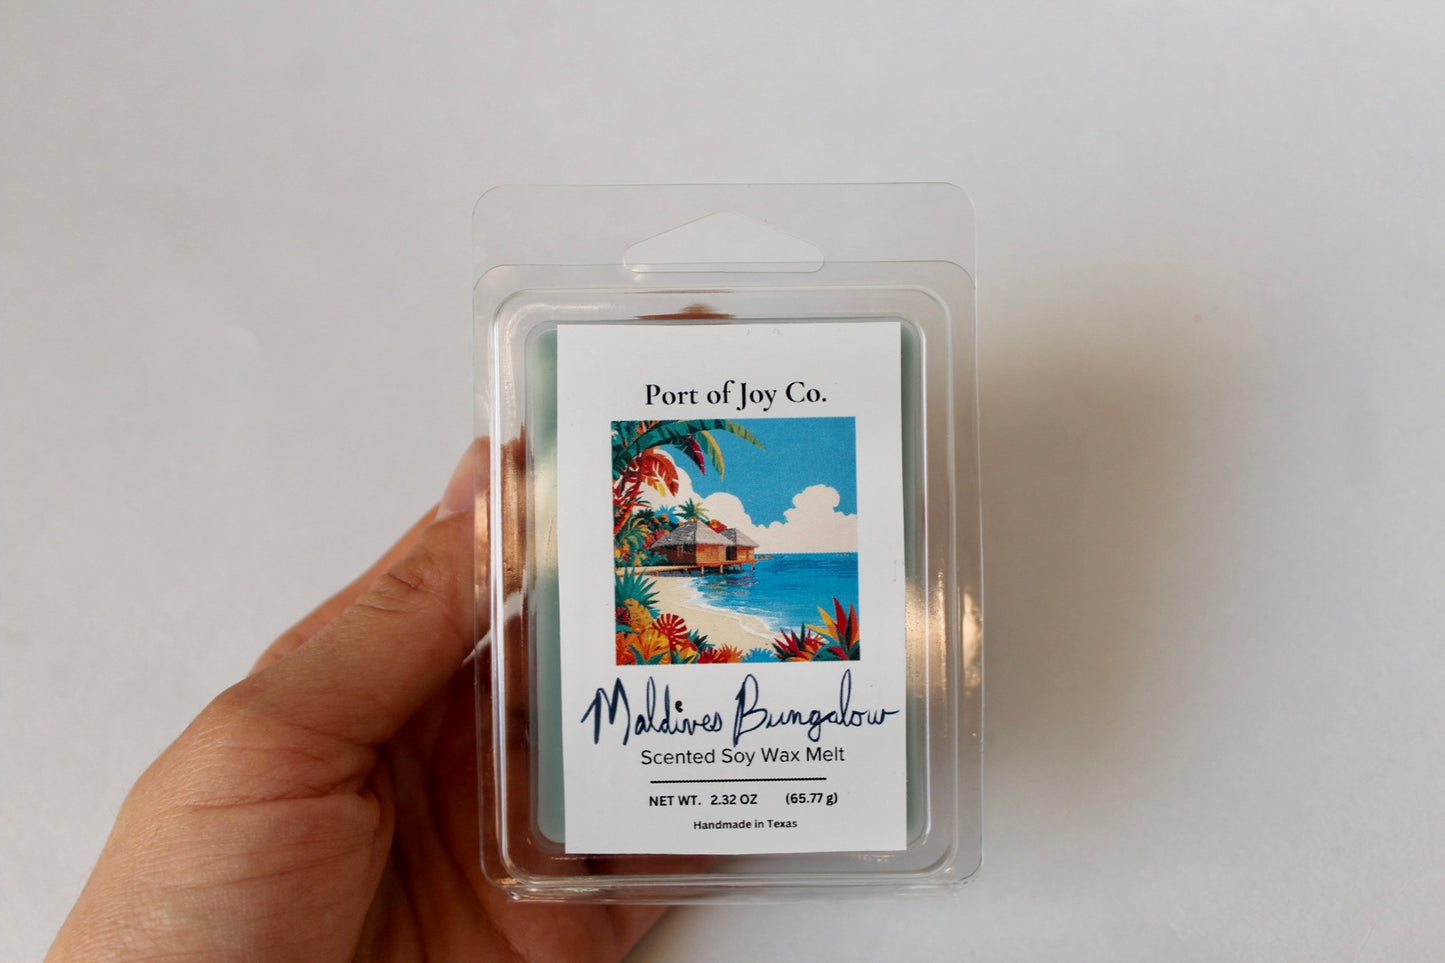 Port of Joy Co.
Maldives Bungalow
Scented Soy Wax Melt
NET WT. 2.32 OZ (65.77 g)
Handmade in Texas